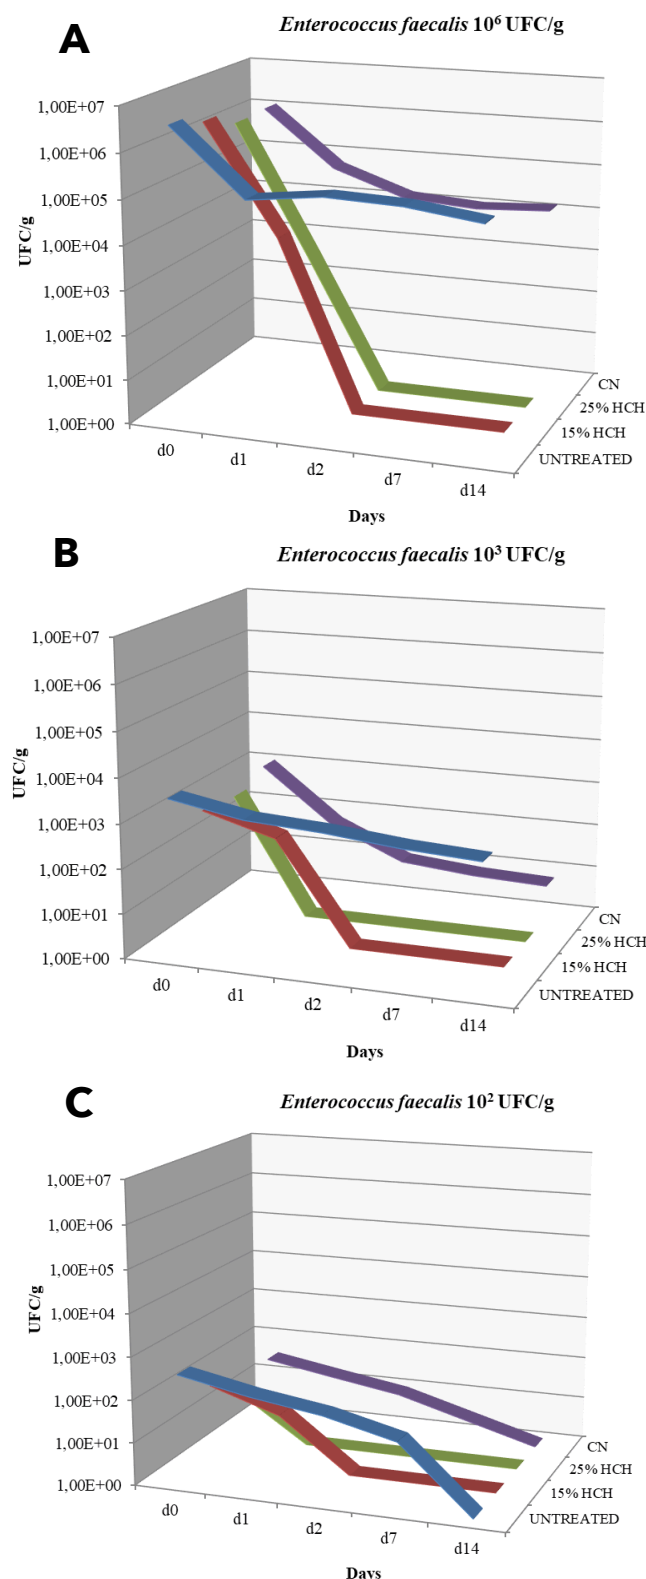 A
Enterococcus faecalis 10⁶ UFC/g
1,00E+07
1,00E+06
1,00E+05
1,00E+04
1,00E+03
1,00E+02
1,00E+01
1,00E+00
UFC/g
d0
d1
d2
d7
d14
Days
CN
25% HCH
15% HCH
UNTREATED
B
Enterococcus faecalis 10³ UFC/g
1,00E+07
1,00E+06
1,00E+05
1,00E+04
1,00E+03
1,00E+02
1,00E+01
1,00E+00
UFC/g
d0
d1
d2
d7
d14
Days
CN
25% HCH
15% HCH
UNTREATED
C
Enterococcus faecalis 10² UFC/g
1,00E+07
1,00E+06
1,00E+05
1,00E+04
1,00E+03
1,00E+02
1,00E+01
1,00E+00
UFC/g
d0
d1
d2
d7
d14
Days
CN
25% HCH
15% HCH
UNTREATED